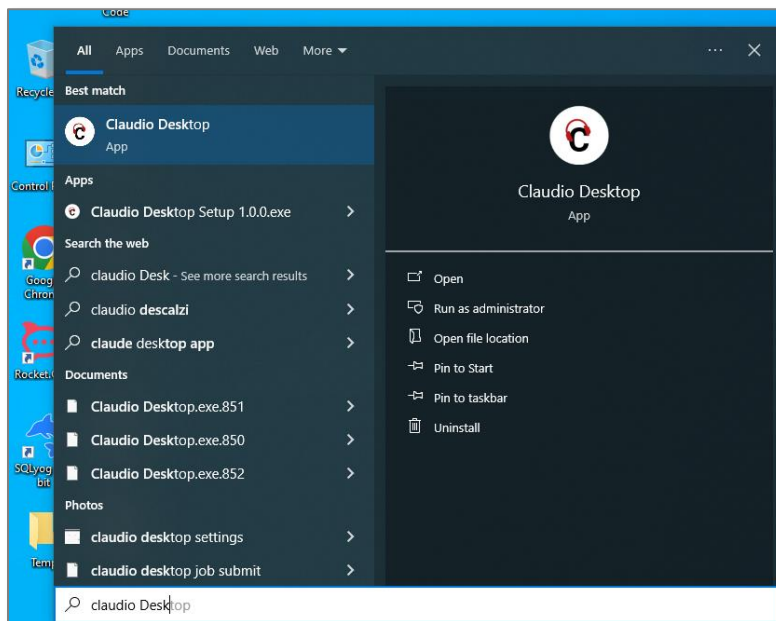 Code
All Apps Documents Web More ...
Recycle
Best match
Claudio Desktop
App
Control
Apps
Claudio Desktop Setup 1.0.0.exe
Search the web
claudio Desk - See more search results
Goog
Chron
claudio descalzi
claude desktop app
Rocket.
Documents
Claudio Desktop.exe.851
Claudio Desktop.exe.850
SQLyog
bit
Claudio Desktop.exe.852
Photos
claudio desktop settings
Temp
claudio desktop job submit
claudio Desktop
C
Claudio Desktop
App
Open
Run as administrator
Open file location
Pin to Start
Pin to taskbar
Uninstall